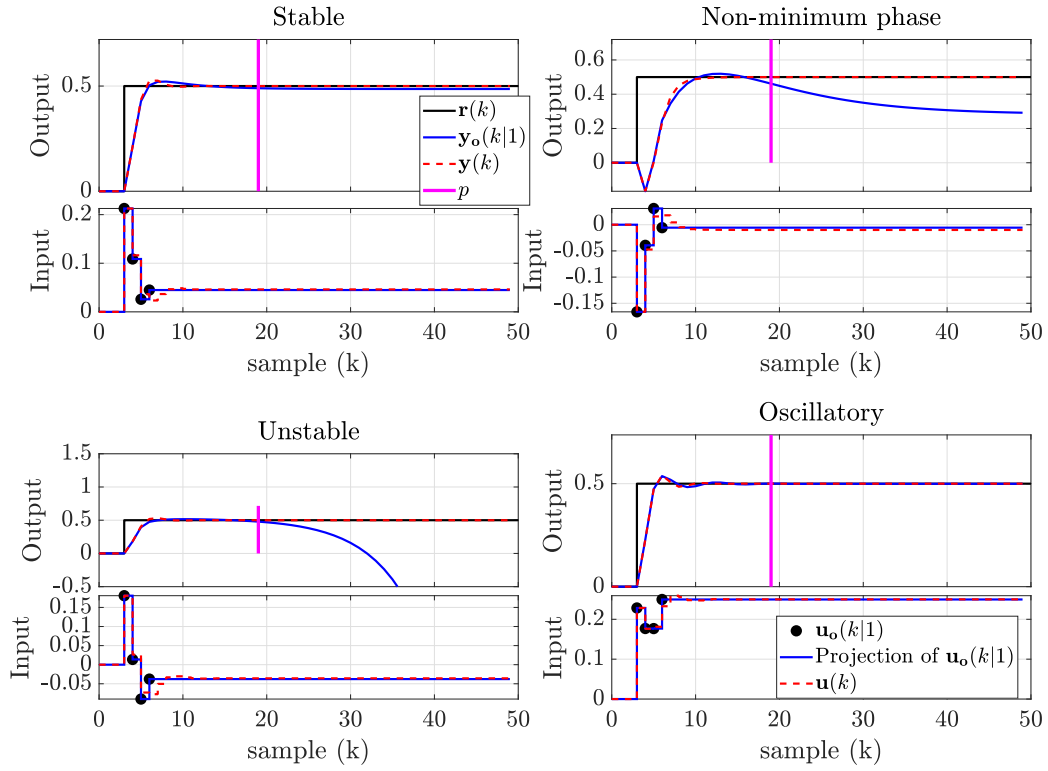 Stable
Output
0.5
0
r(k)
y_o(k|1)
y(k)
p
Input
0.2
0.1
0
0 10 20 30 40 50
sample (k)
Non-minimum phase
Output
0.6
0.4
0.2
0
Input
0
-0.05
-0.1
-0.15
0 10 20 30 40 50
sample (k)
Unstable
Output
1.5
1
0.5
0
-0.5
Input
0.15
0.1
0.05
0
-0.05
0 10 20 30 40 50
sample (k)
Oscillatory
Output
0.5
0
Input
0.2
0.1
0
u_o(k|1)
Projection of u_o(k|1)
u(k)
0 10 20 30 40 50
sample (k)